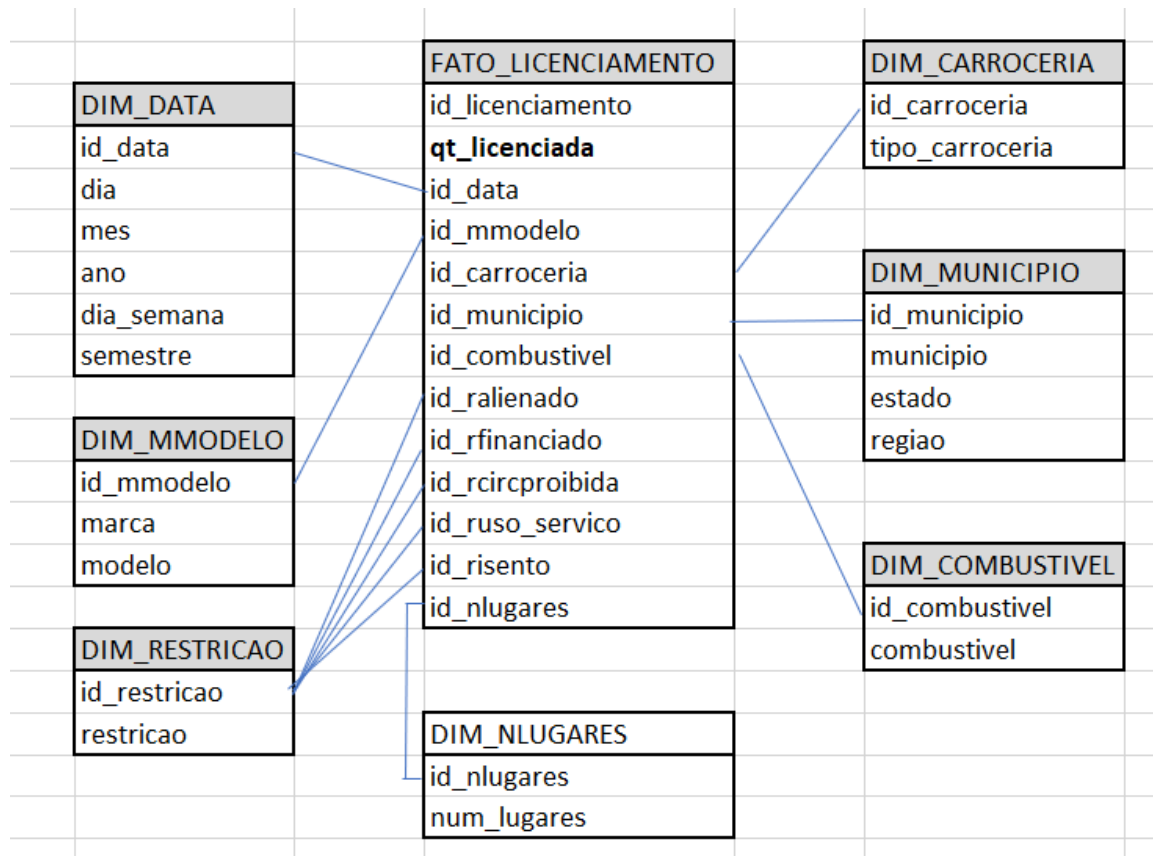 DIM_DATA
id_data
dia
mes
ano
dia_semana
semestre
DIM_MMODELO
id_mmodelo
marca
modelo
DIM_RESTRICAO
id_restricao
restricao
FATO_LICENCIAMENTO
id_licenciamento
qt_licenciada
id_data
id_mmodelo
id_carroceria
id_municipio
id_combustivel
id_ralienado
id_rfinanciado
id_rcircproibida
id_ruso_servico
id_risento
id_nlugares
DIM_NLUGARES
id_nlugares
num_lugares
DIM_CARROCERIA
id_carroceria
tipo_carroceria
DIM_MUNICIPIO
id_municipio
municipio
estado
regiao
DIM_COMBUSTIVEL
id_combustivel
combustivel